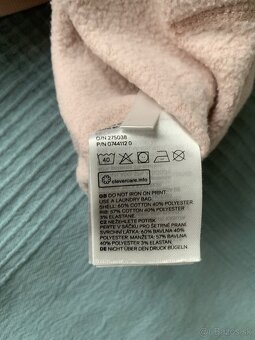 O/N 275038
P/N 0744112 0
40
clevercare.info
GB DO NOT IRON ON PRINT.
USE A LAUNDRY BAG.
SHELL: 60% COTTON 40% POLYESTER
RIB: 57% COTTON 40% POLYESTER
3% ELASTANE
CZ NEŽEHLETE POTISK.
PERTE V SÁČKU PRO ŠETRNÉ PRANÍ
SVRCHNÍ LÁTKA: 60% BAVLNA 40%
POLYESTER; MANŽETA: 57% BAVLNA
40% POLYESTER 3% ELASTAN.
DE NICHT ÜBER DEN DRUCK BÜGELN